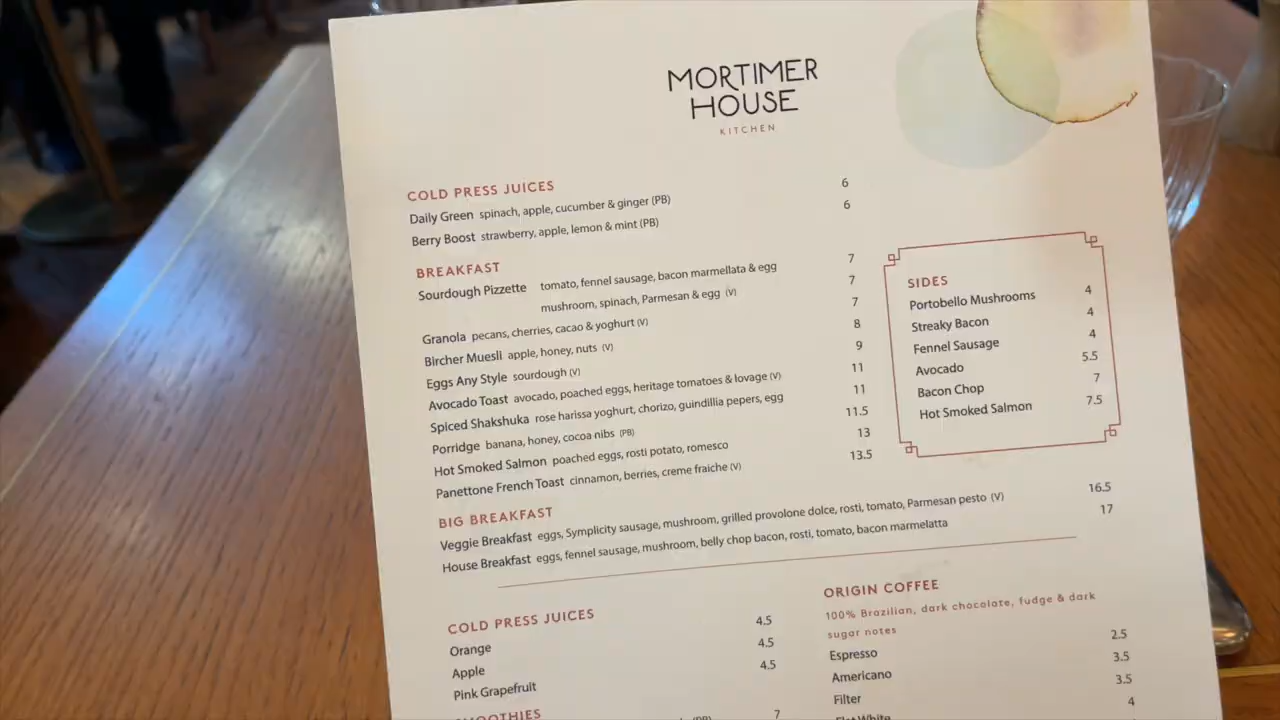 MORTIMER
HOUSE
KITCHEN
COLD PRESS JUICES
Daily Green spinach, apple, cucumber & ginger (PB) 6
Berry Boost strawberry, apple, lemon & mint (PB) 6
BREAKFAST
Sourdough Pizzette tomato, fennel sausage, bacon marmellata & egg 7
mushroom, spinach, Parmesan & egg (V) 7
Granola pecans, cherries, cacao & yoghurt (V) 7
Bircher Muesli apple, honey, nuts (V) 8
Eggs Any Style sourdough (V) 9
Avocado Toast avocado, poached eggs, heritage tomatoes & lovage (V) 11
Spiced Shakshuka rose harissa yoghurt, chorizo, guindillia pepers, egg 11
Porridge banana, honey, cocoa nibs (PB) 11.5
Hot Smoked Salmon poached eggs, rosti potato, romesco 13
Panettone French Toast cinnamon, berries, creme fraiche (V) 13.5
SIDES
Portobello Mushrooms 4
Streaky Bacon 4
Fennel Sausage 4
Avocado 5.5
Bacon Chop 7
Hot Smoked Salmon 7.5
BIG BREAKFAST
Veggie Breakfast eggs, Symplicity sausage, mushroom, grilled provolone dolce, rosti, tomato, Parmesan pesto (V) 16.5
House Breakfast eggs, fennel sausage, mushroom, belly chop bacon, rosti, tomato, bacon marmelatta 17
COLD PRESS JUICES
Orange 4.5
Apple 4.5
Pink Grapefruit 4.5
SMOOTHIES
7
ORIGIN COFFEE
100% Brazilian, dark chocolate, fudge & dark
sugar notes
Espresso 2.5
Americano 3.5
Filter 3.5
Flat White 4